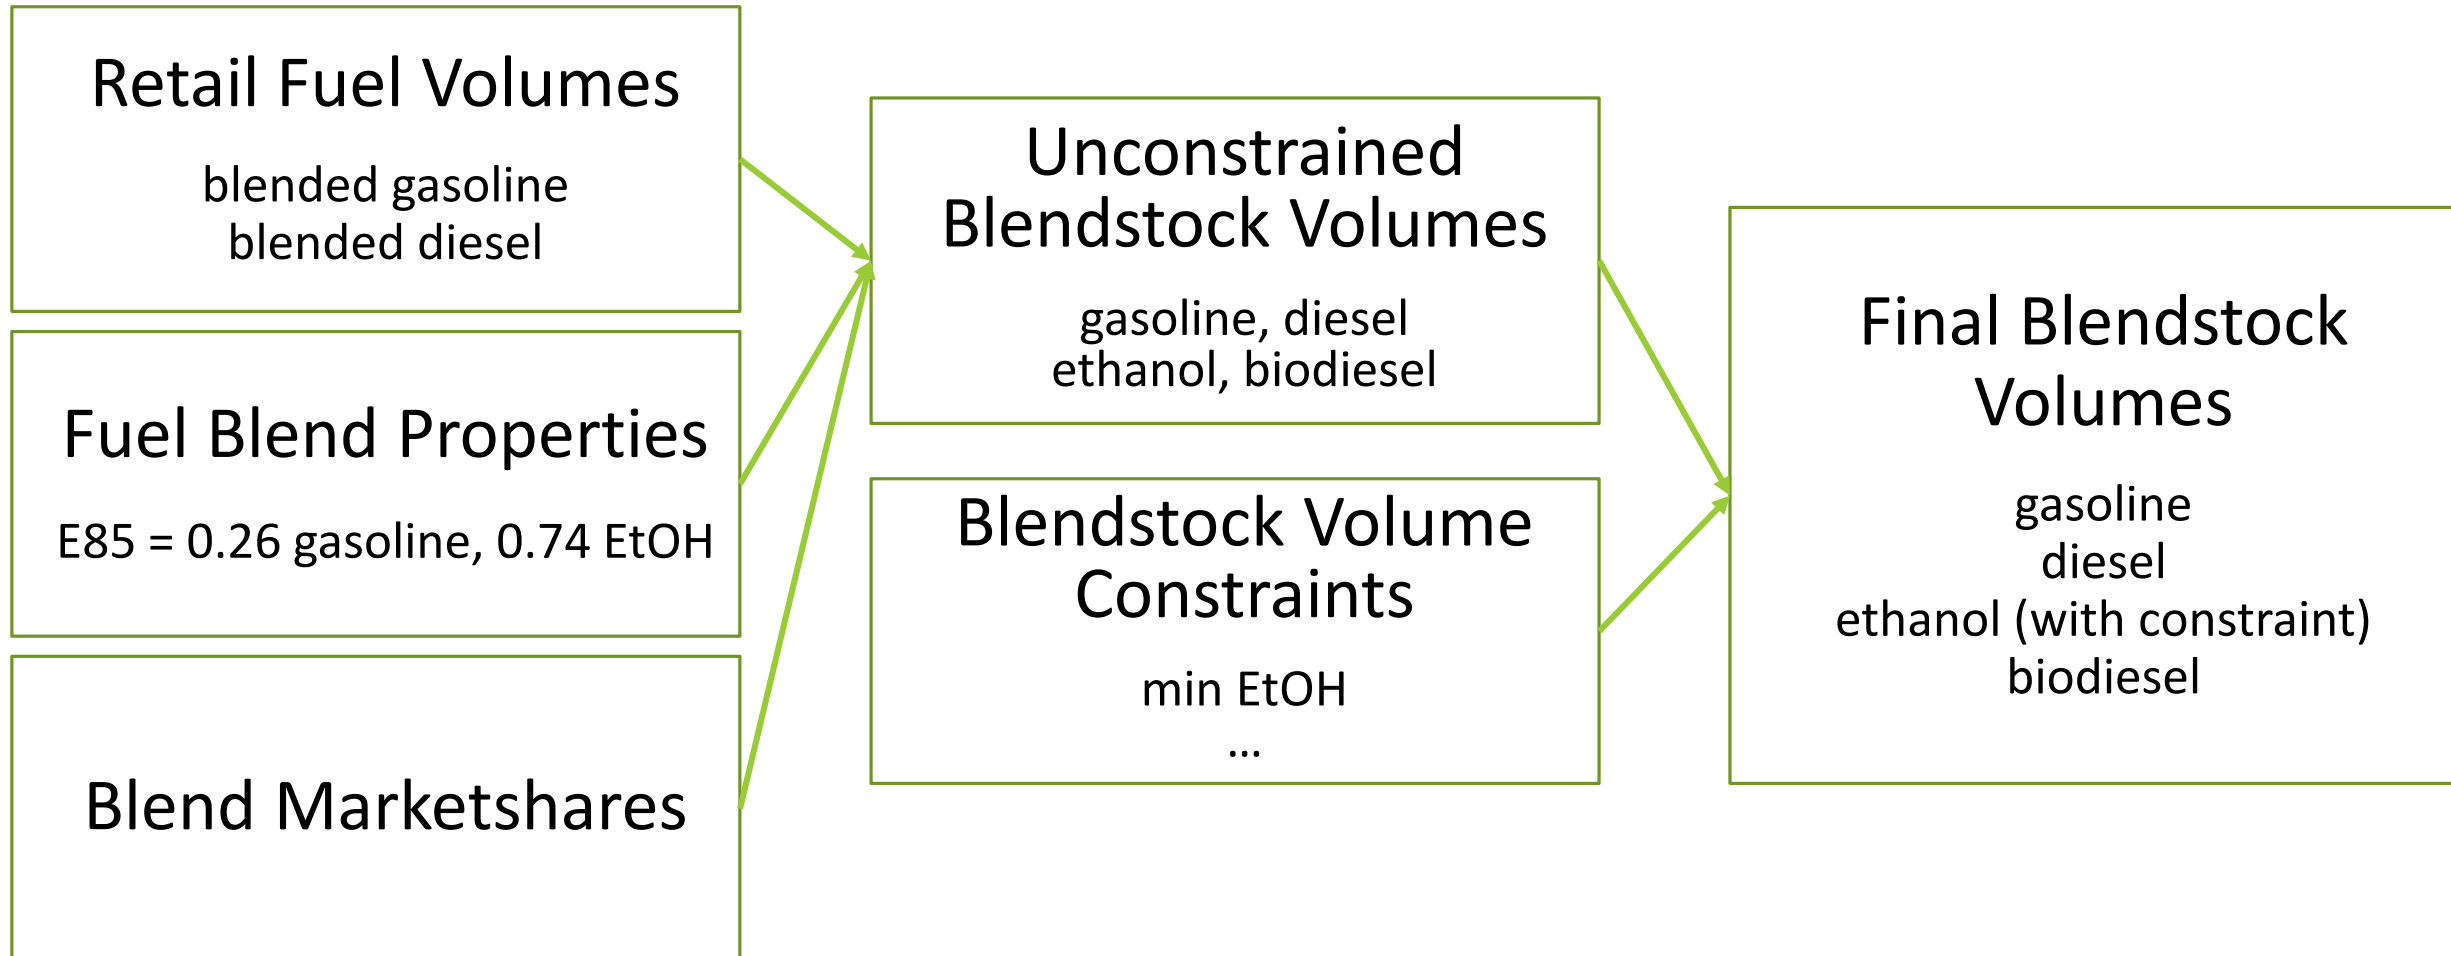 Retail Fuel Volumes
blended gasoline
blended diesel
Fuel Blend Properties
E85 = 0.26 gasoline, 0.74 EtOH
Blend Marketshares
Unconstrained
Blendstock Volumes
gasoline, diesel
ethanol, biodiesel
Blendstock Volume
Constraints
min EtOH
...
Final Blendstock
Volumes
gasoline
diesel
ethanol (with constraint)
biodiesel